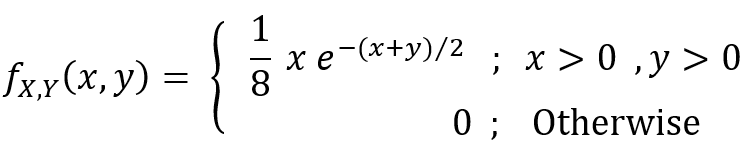 f_{X,Y}(x, y) = { 1/8 x e^{-(x+y)/2} ; x > 0 , y > 0
0 ; Otherwise